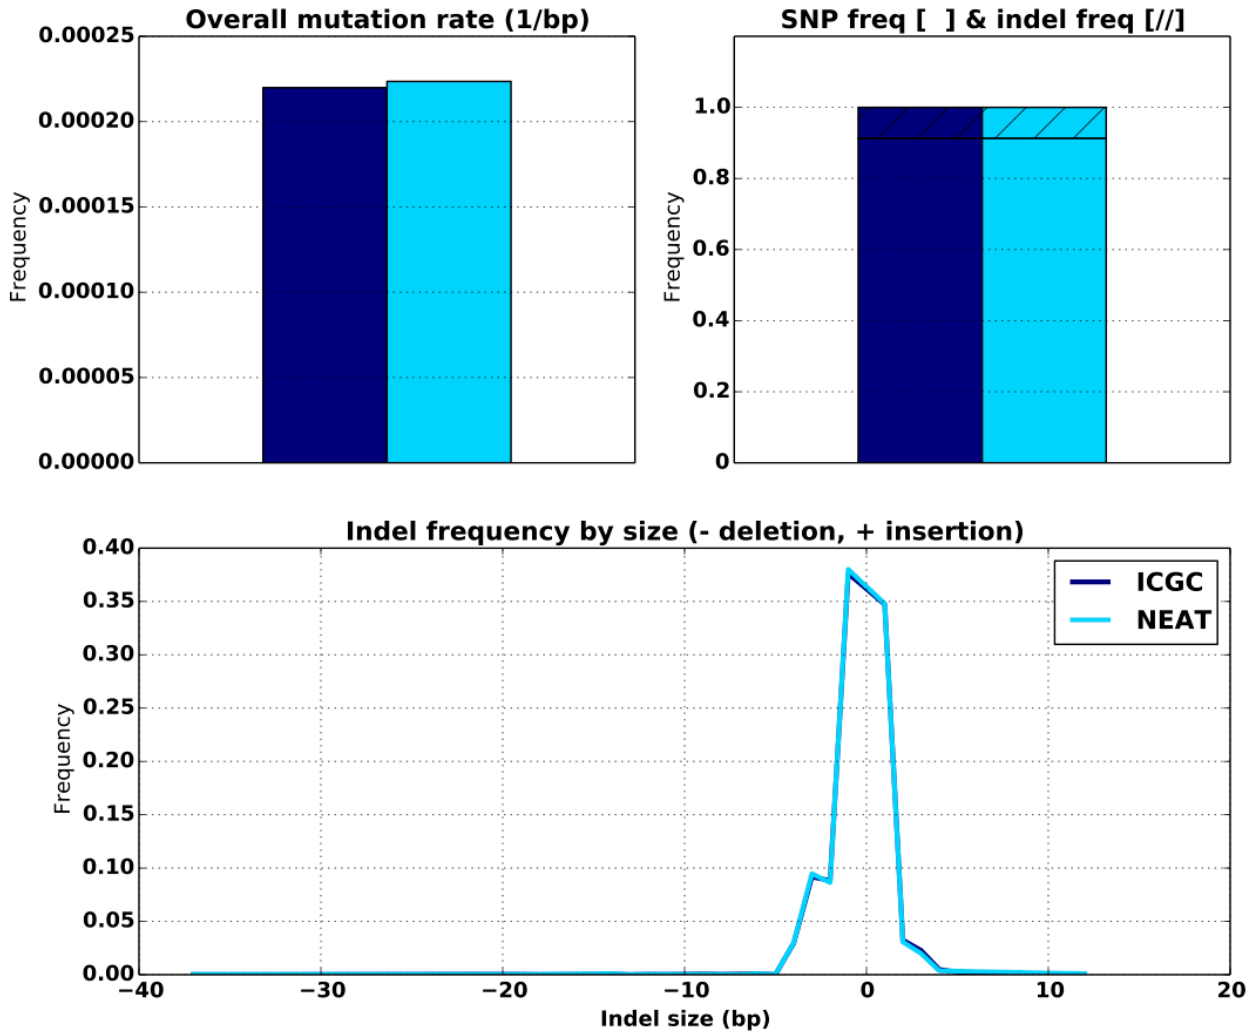 Overall mutation rate (1/bp)
Frequency
0.00025
0.00020
0.00015
0.00010
0.00005
0.00000
SNP freq [  ] & indel freq [//]
Frequency
1.0
0.8
0.6
0.4
0.2
0
Indel frequency by size (- deletion, + insertion)
Frequency
0.40
0.35
0.30
0.25
0.20
0.15
0.10
0.05
0.00
ICGC
NEAT
−40 −30 −20 −10 0 10 20
Indel size (bp)